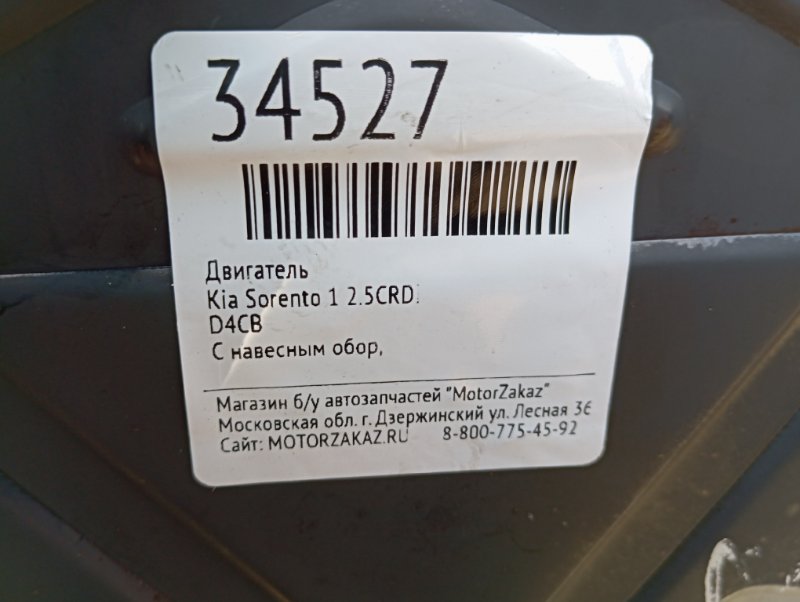 34527
Двигатель
Kia Sorento 1 2.5CRD
D4CB
С навесным обор,
Магазин б/у автозапчастей "MotorZakaz"
Московская обл. г. Дзержинский ул. Лесная 36
Сайт: MOTORZAKAZ.RU 8-800-775-45-92